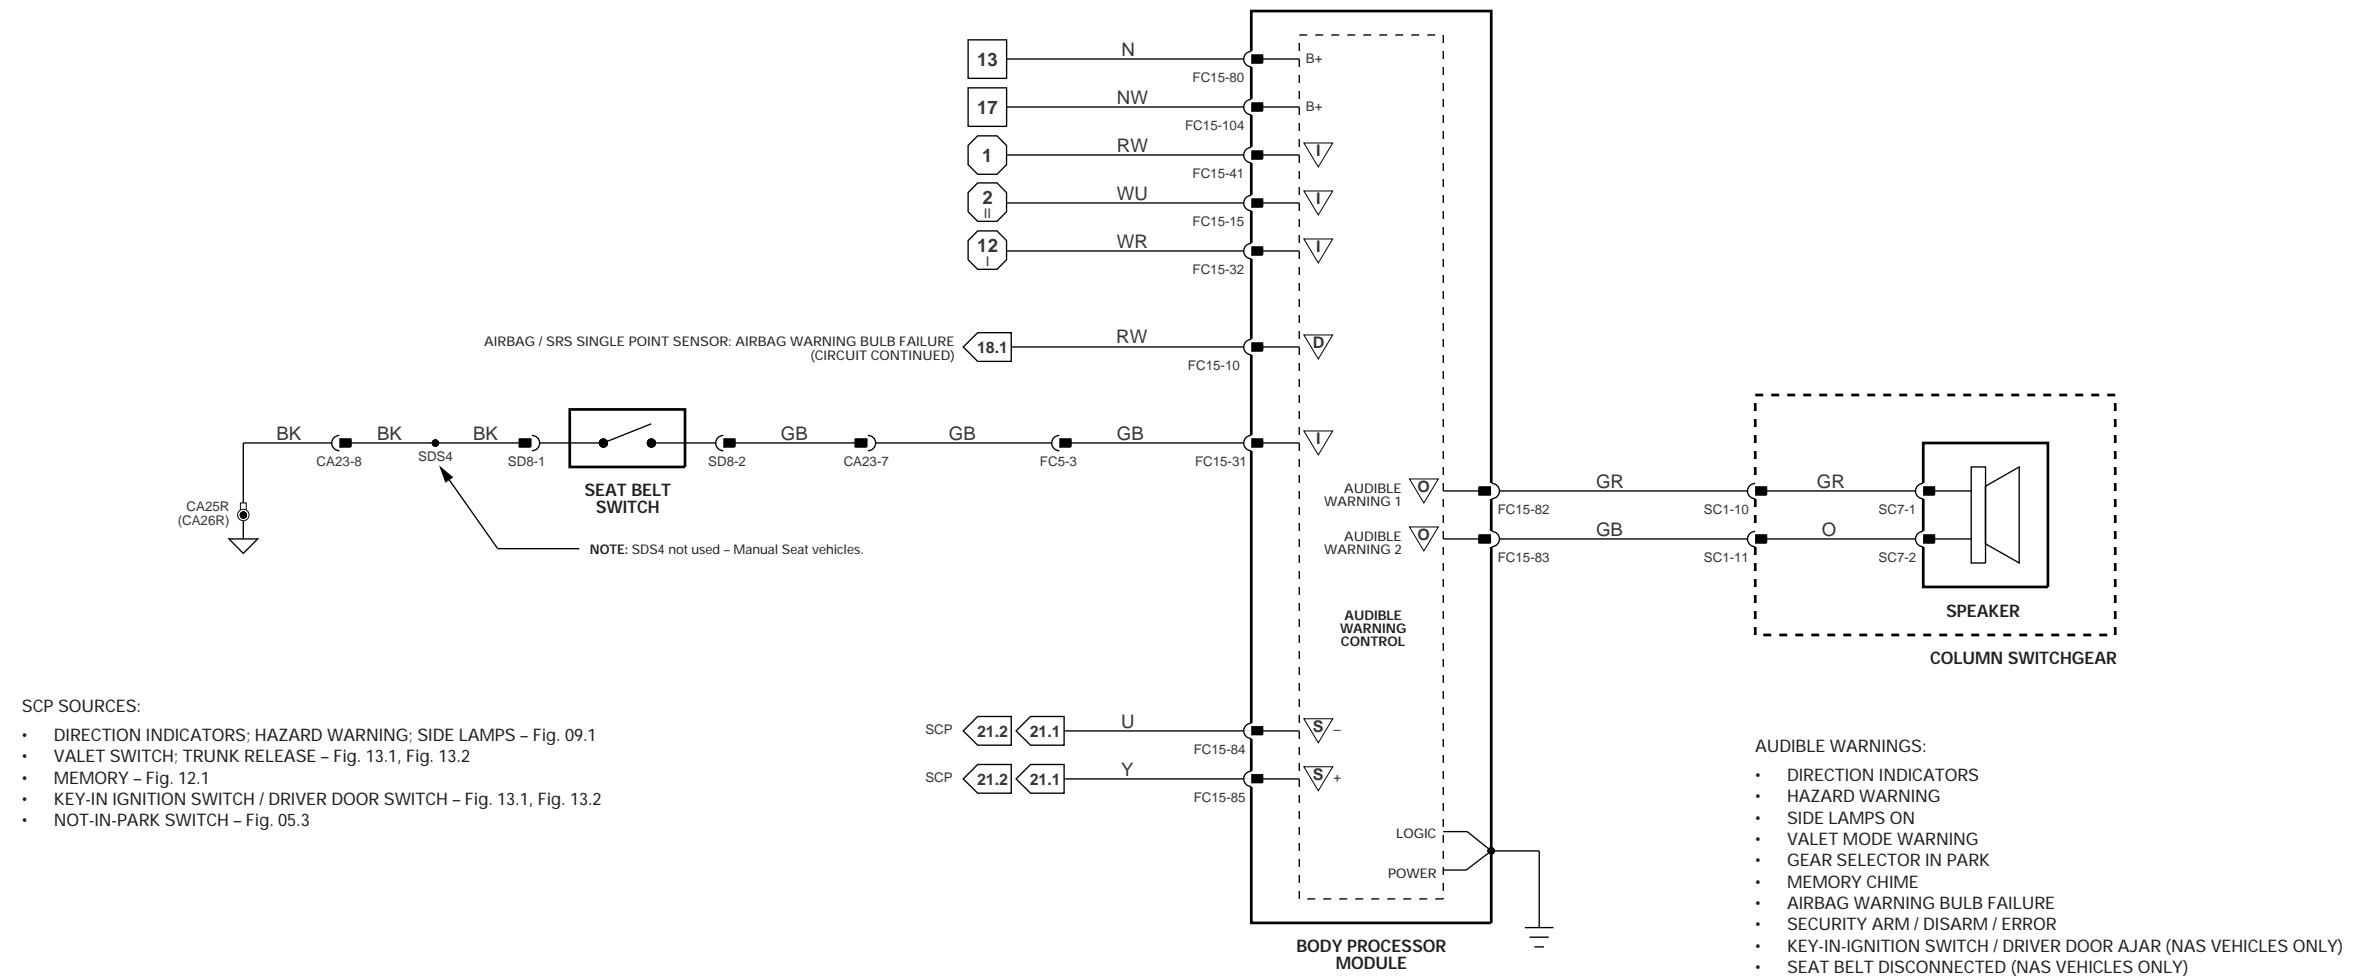 13
N
FC15-80
B+
17
NW
FC15-104
B+
1
RW
FC15-41
I
2
II
WU
FC15-15
I
12
I
WR
FC15-32
I
AIRBAG / SRS SINGLE POINT SENSOR: AIRBAG WARNING BULB FAILURE
(CIRCUIT CONTINUED)
18.1
RW
FC15-10
D
BK
CA23-8
BK
SDS4
BK
SD8-1
SEAT BELT
SWITCH
SD8-2
GB
CA23-7
GB
FC5-3
GB
FC15-31
I
CA25R
(CA26R)
NOTE: SDS4 not used – Manual Seat vehicles.
AUDIBLE
WARNING 1
O
FC15-82
GR
SC1-10
GR
SC7-1
AUDIBLE
WARNING 2
O
FC15-83
GB
SC1-11
O
SC7-2
SPEAKER
COLUMN SWITCHGEAR
AUDIBLE
WARNING
CONTROL
SCP
21.2
21.1
U
FC15-84
S
–
SCP
21.2
21.1
Y
FC15-85
S
+
LOGIC
POWER
BODY PROCESSOR
MODULE
SCP SOURCES:
• DIRECTION INDICATORS; HAZARD WARNING; SIDE LAMPS – Fig. 09.1
• VALET SWITCH; TRUNK RELEASE – Fig. 13.1, Fig. 13.2
• MEMORY – Fig. 12.1
• KEY-IN IGNITION SWITCH / DRIVER DOOR SWITCH – Fig. 13.1, Fig. 13.2
• NOT-IN-PARK SWITCH – Fig. 05.3
AUDIBLE WARNINGS:
• DIRECTION INDICATORS
• HAZARD WARNING
• SIDE LAMPS ON
• VALET MODE WARNING
• GEAR SELECTOR IN PARK
• MEMORY CHIME
• AIRBAG WARNING BULB FAILURE
• SECURITY ARM / DISARM / ERROR
• KEY-IN-IGNITION SWITCH / DRIVER DOOR AJAR (NAS VEHICLES ONLY)
• SEAT BELT DISCONNECTED (NAS VEHICLES ONLY)